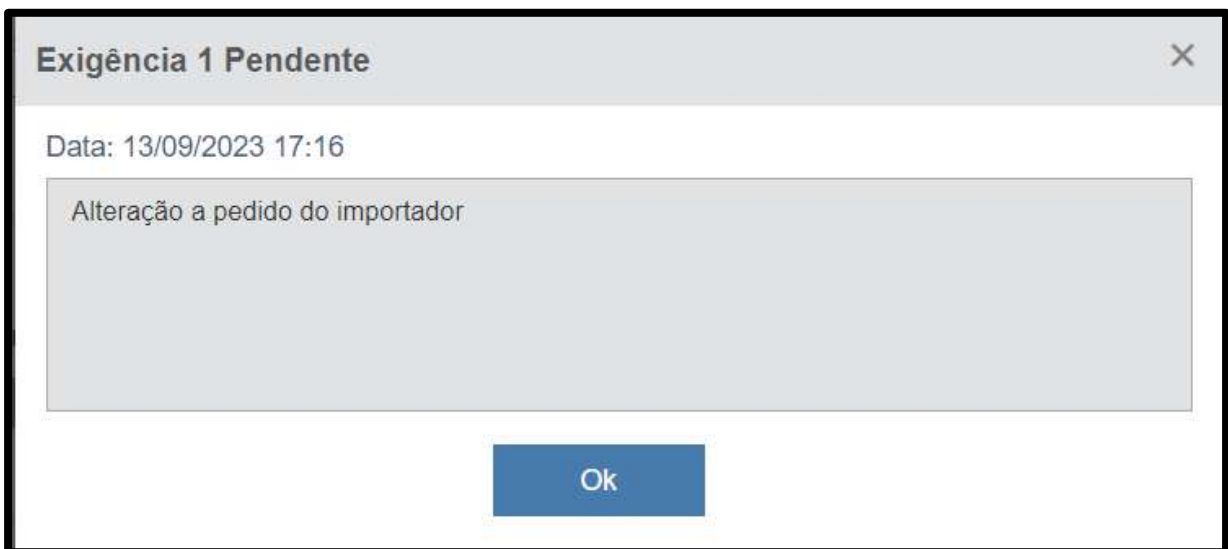 Exigência 1 Pendente
Data: 13/09/2023 17:16
Alteração a pedido do importador
Ok